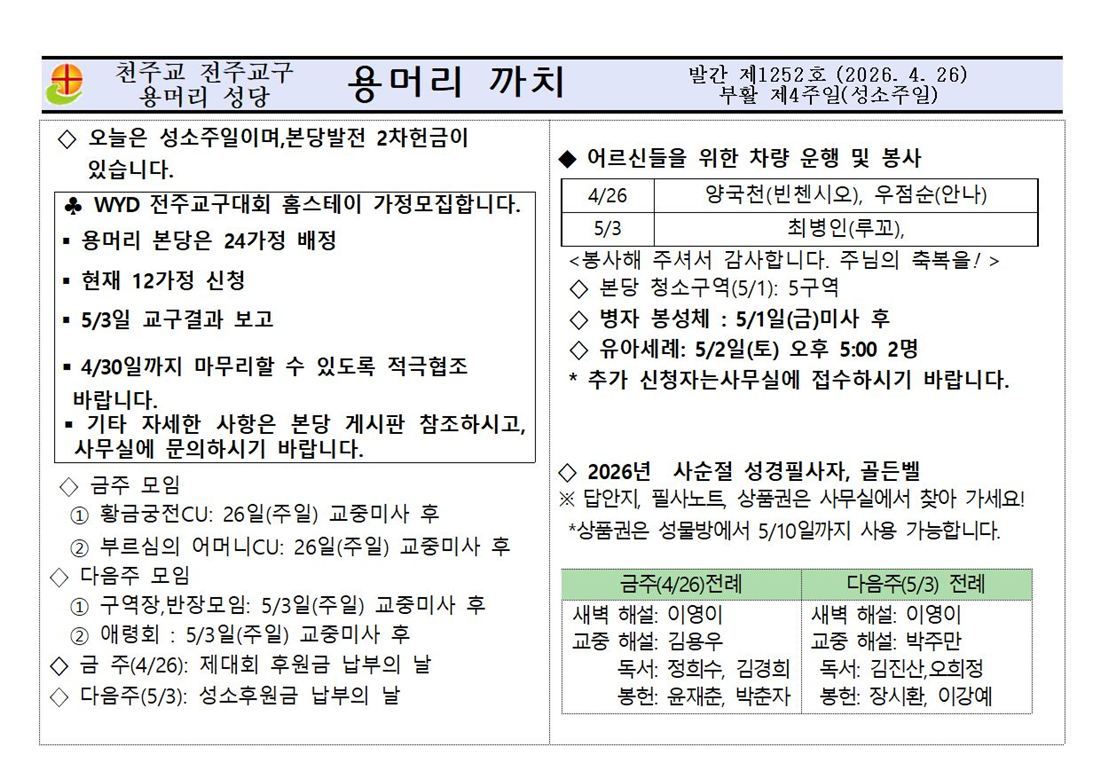 천주교 전주교구
용머리 성당
용머리 까치
발간 제1252호 (2026. 4. 26)
부활 제4주일(성소주일)
◇ 오늘은 성소주일이며,본당발전 2차헌금이
있습니다.
♣ WYD 전주교구대회 홈스테이 가정모집합니다.
▪ 용머리 본당은 24가정 배정
▪ 현재 12가정 신청
▪ 5/3일 교구결과 보고
▪ 4/30일까지 마무리할 수 있도록 적극협조
바랍니다.
▪ 기타 자세한 사항은 본당 게시판 참조하시고,
사무실에 문의하시기 바랍니다.
◇ 금주 모임
① 황금궁전CU: 26일(주일) 교중미사 후
② 부르심의 어머니CU: 26일(주일) 교중미사 후
◇ 다음주 모임
① 구역장,반장모임: 5/3일(주일) 교중미사 후
② 애령회 : 5/3일(주일) 교중미사 후
◇ 금 주(4/26): 제대회 후원금 납부의 날
◇ 다음주(5/3): 성소후원금 납부의 날
◆ 어르신들을 위한 차량 운행 및 봉사
4/26 양국천(빈첸시오), 우점순(안나)
5/3 최병인(루꼬),
<봉사해 주셔서 감사합니다. 주님의 축복을! >
◇ 본당 청소구역(5/1): 5구역
◇ 병자 봉성체 : 5/1일(금)미사 후
◇ 유아세례: 5/2일(토) 오후 5:00 2명
* 추가 신청자는사무실에 접수하시기 바랍니다.
◇ 2026년 사순절 성경필사자, 골든벨
※ 답안지, 필사노트, 상품권은 사무실에서 찾아 가세요!
*상품권은 성물방에서 5/10일까지 사용 가능합니다.
금주(4/26)전례 다음주(5/3) 전례
새벽 해설: 이영이 새벽 해설: 이영이
교중 해설: 김용우 교중 해설: 박주만
독서: 정희수, 김경희 독서: 김진산,오희정
봉헌: 윤재춘, 박춘자 봉헌: 장시환, 이강예